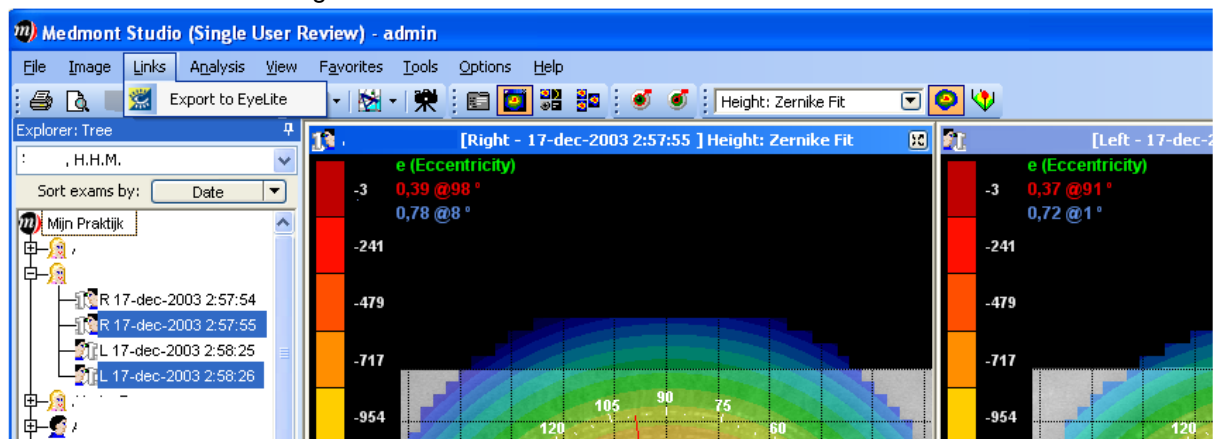 Medmont Studio (Single User Review) - admin
File Image Links Analysis View Favorites Tools Options Help
Export to EyeLite
Height: Zernike Fit
Explorer: Tree
, H.H.M.
Sort exams by: Date
Mijn Praktijk
R 17-dec-2003 2:57:54
R 17-dec-2003 2:57:55
L 17-dec-2003 2:58:25
L 17-dec-2003 2:58:26
[Right - 17-dec-2003 2:57:55 ] Height: Zernike Fit
e (Eccentricity)
-3 0,39 @98 °
0,78 @8 °
-241
-479
-717
-954
105 90 75
120 60
[Left - 17-dec-2
e (Eccentricity)
-3 0,37 @91 °
0,72 @1 °
-241
-479
-717
-954
120